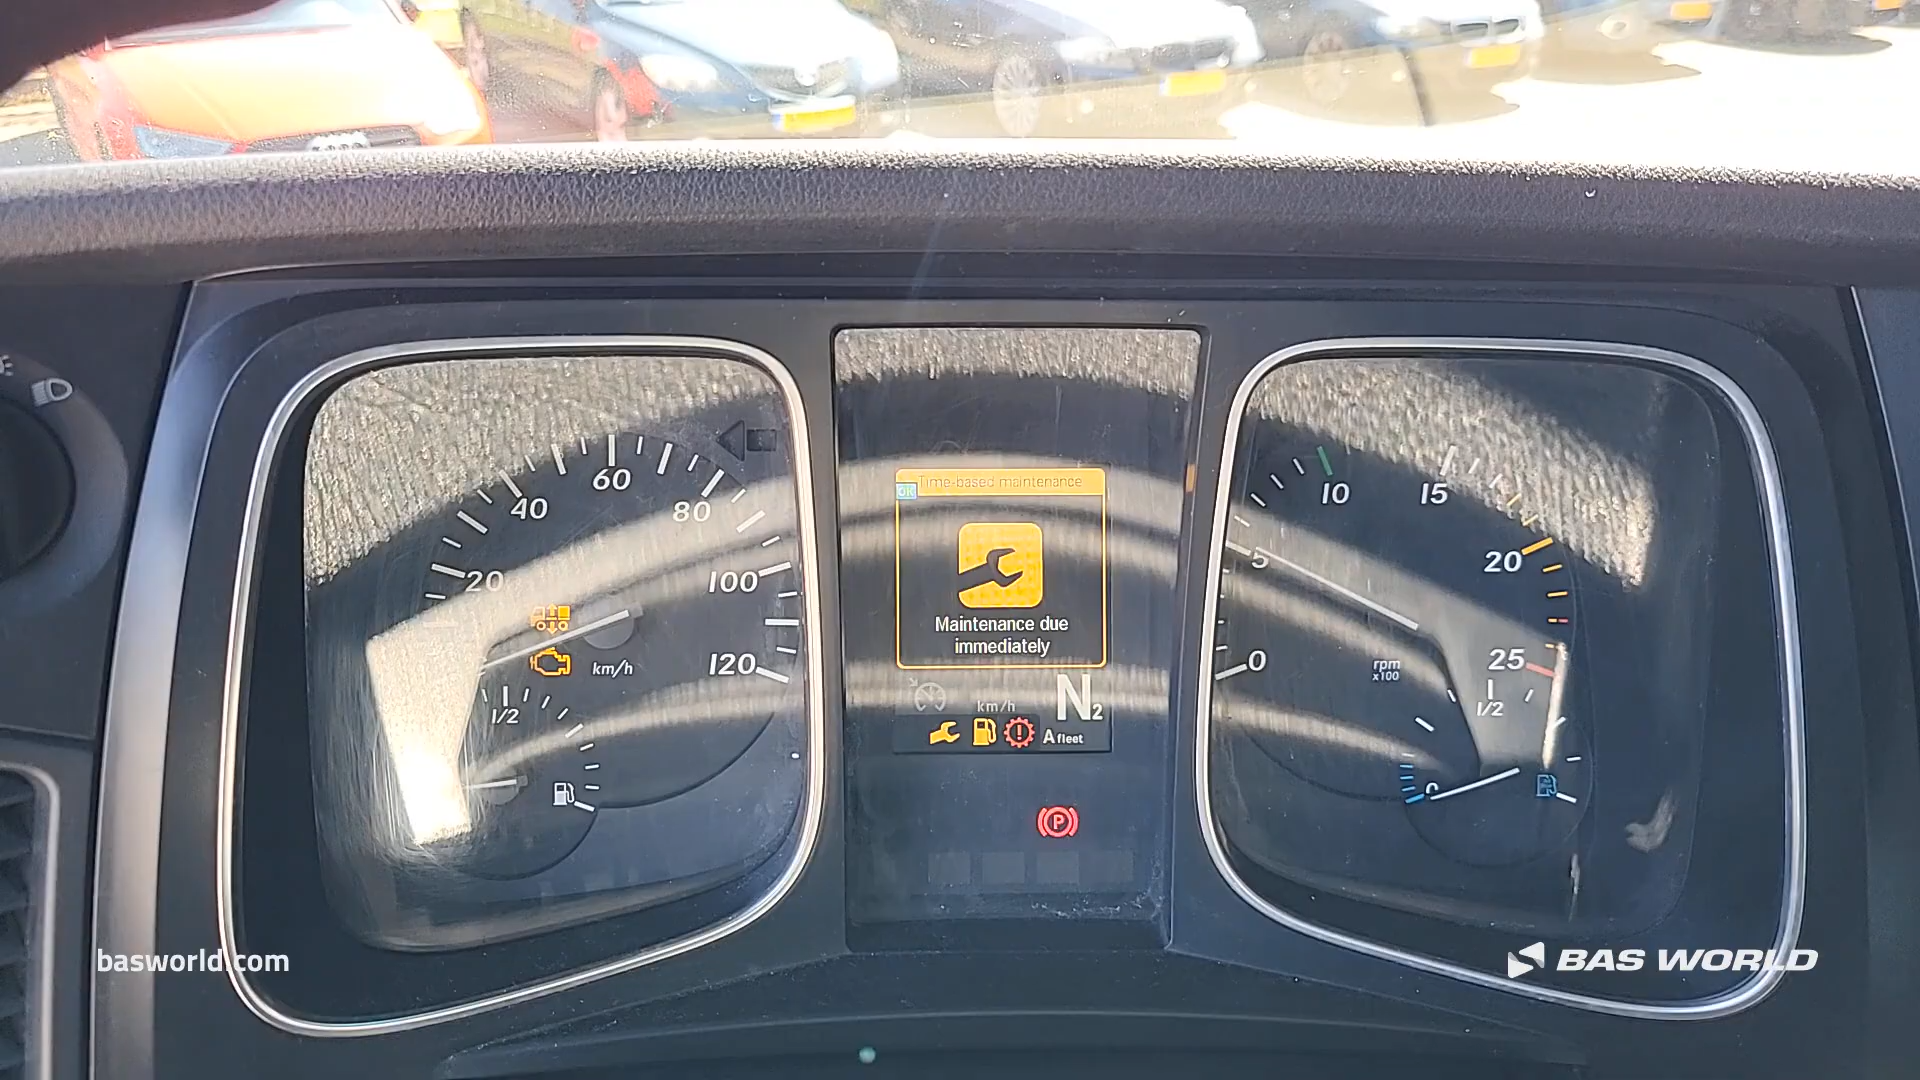 20
40
60
80
100
120
km/h
1/2
Time-based maintenance
OK
Maintenance due
immediately
km/h
N2
A fleet
P
0
5
10
15
20
25
rpm
x100
1/2
0
basworld.com
BAS WORLD